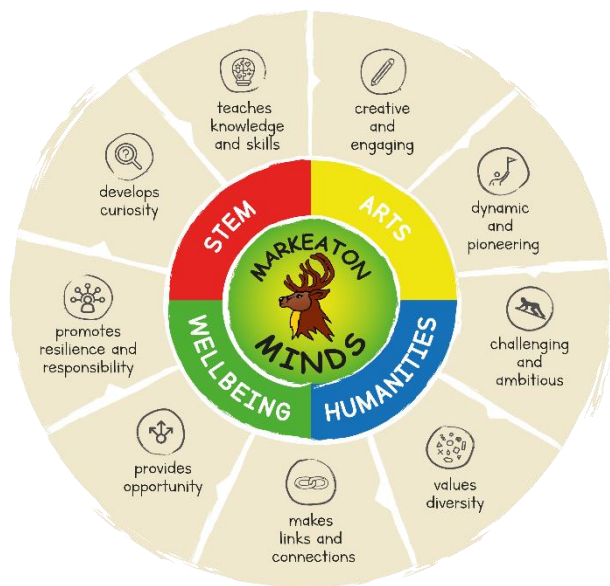 teaches
knowledge
and skills
creative
and
engaging
dynamic
and
pioneering
challenging
and
ambitious
values
diversity
makes
links and
connections
provides
opportunity
promotes
resilience and
responsibility
develops
curiosity
STEM
ARTS
HUMANITIES
WELLBEING
MARKEATON
MINDS
?